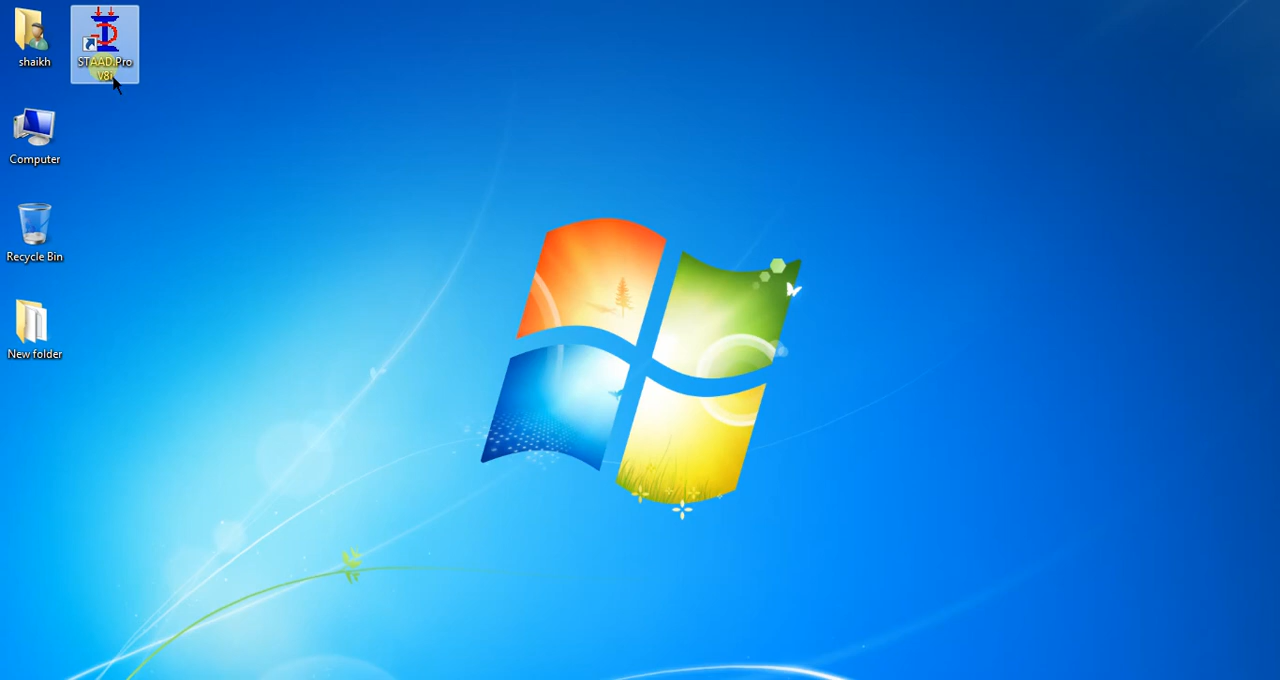 shaikh
STAAD.Pro
V8i
Computer
Recycle Bin
New folder